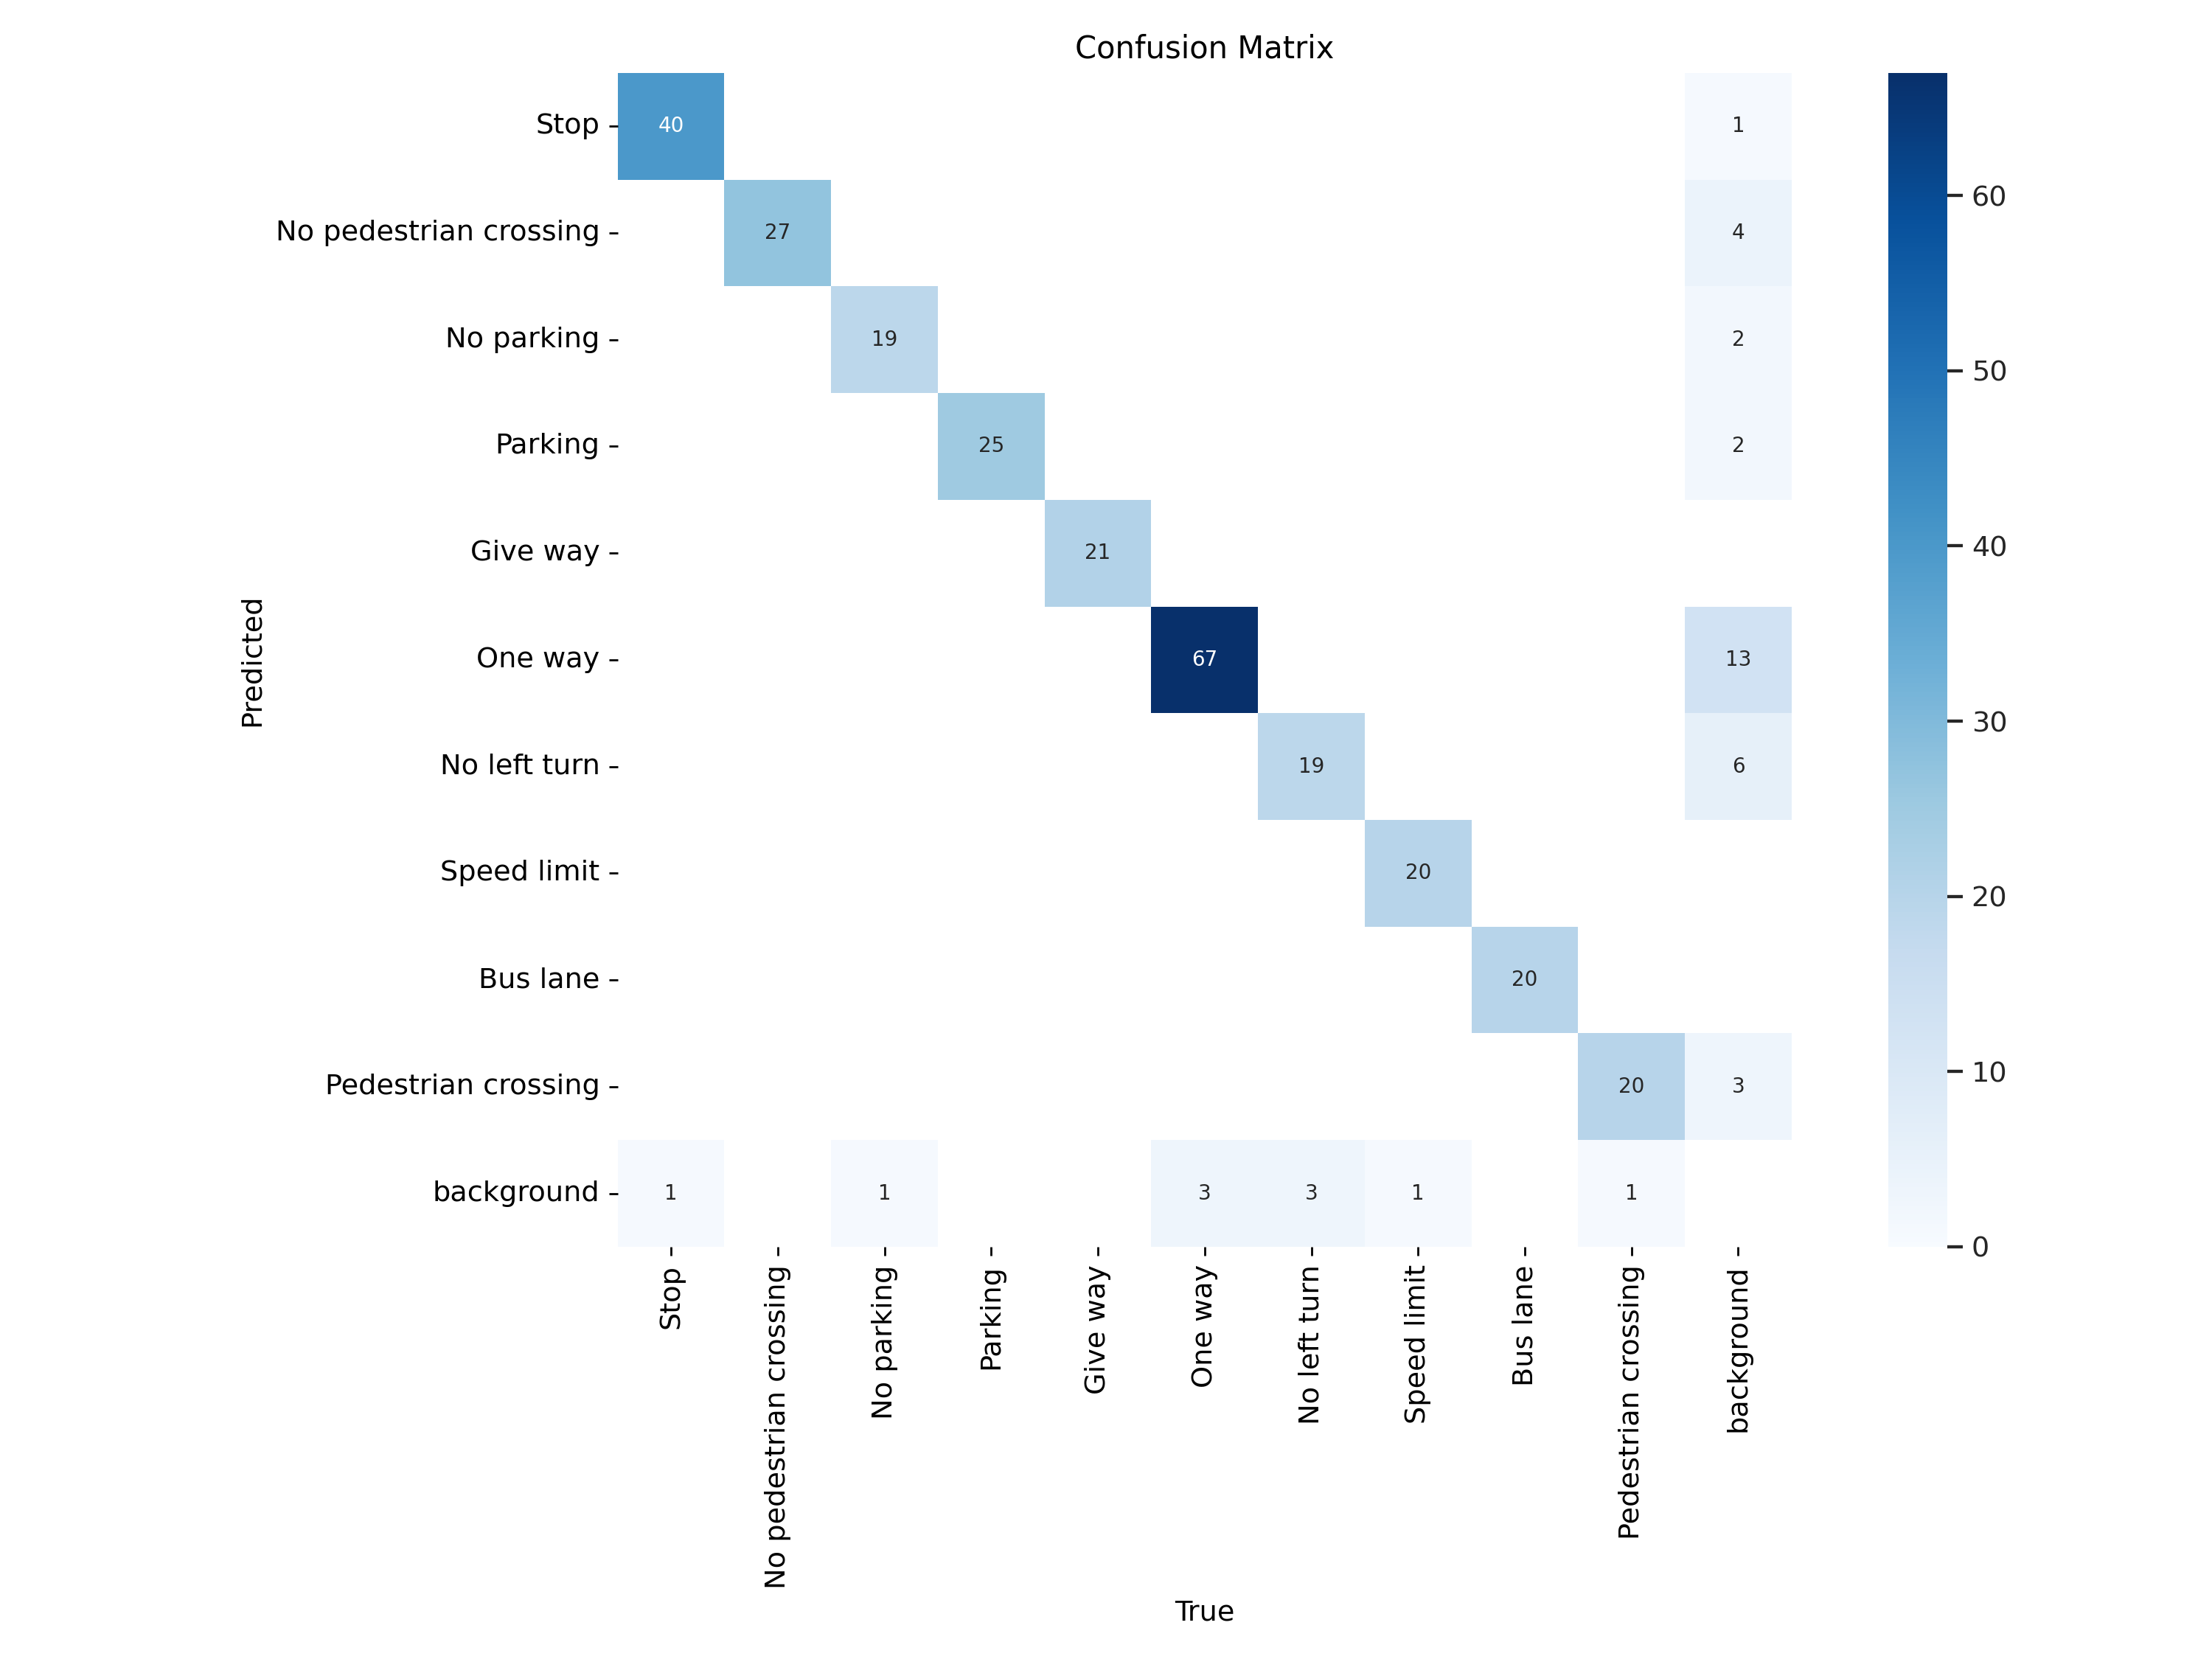 Confusion Matrix
Stop 40 1
No pedestrian crossing 27 4
No parking 19 2
Parking 25 2
Give way 21
One way 67 13
No left turn 19 6
Speed limit 20
Bus lane 20
Pedestrian crossing 20 3
background 1 1 3 3 1 1
Predicted
Stop
No pedestrian crossing
No parking
Parking
Give way
One way
No left turn
Speed limit
Bus lane
Pedestrian crossing
background
True
60
50
40
30
20
10
0